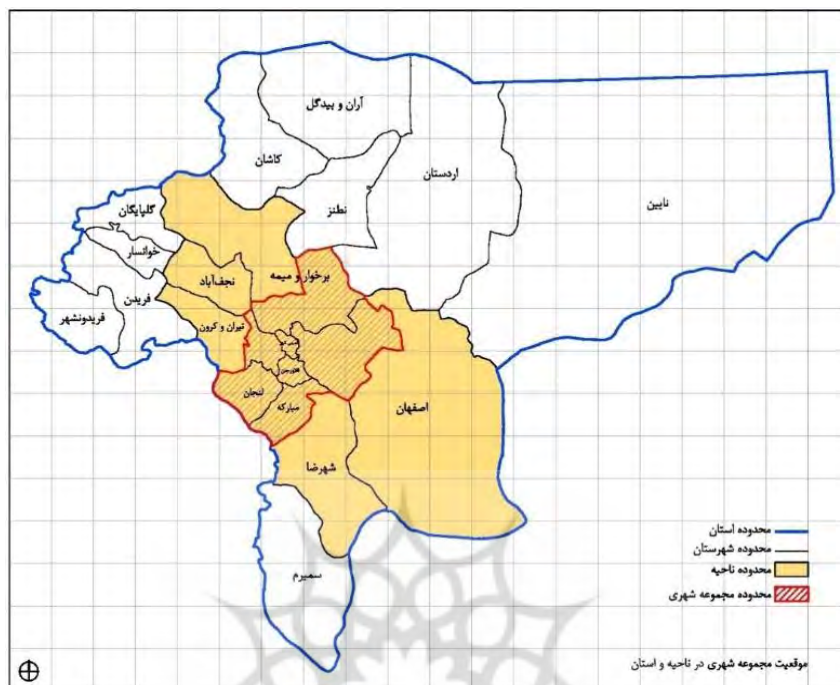 آران و بیدگل
کاشان
اردستان
نطنز
نایین
گلپایگان
خوانسار
برخوار و میمه
نجف‌آباد
فریدن
فریدونشهر
تیران و کرون
لنجان
مبارکه
اصفهان
شهرضا
سمیرم
محدوده استان
محدوده شهرستان
محدوده ناحیه
محدوده مجموعه شهری
موقعیت مجموعه شهری در ناحیه و استان